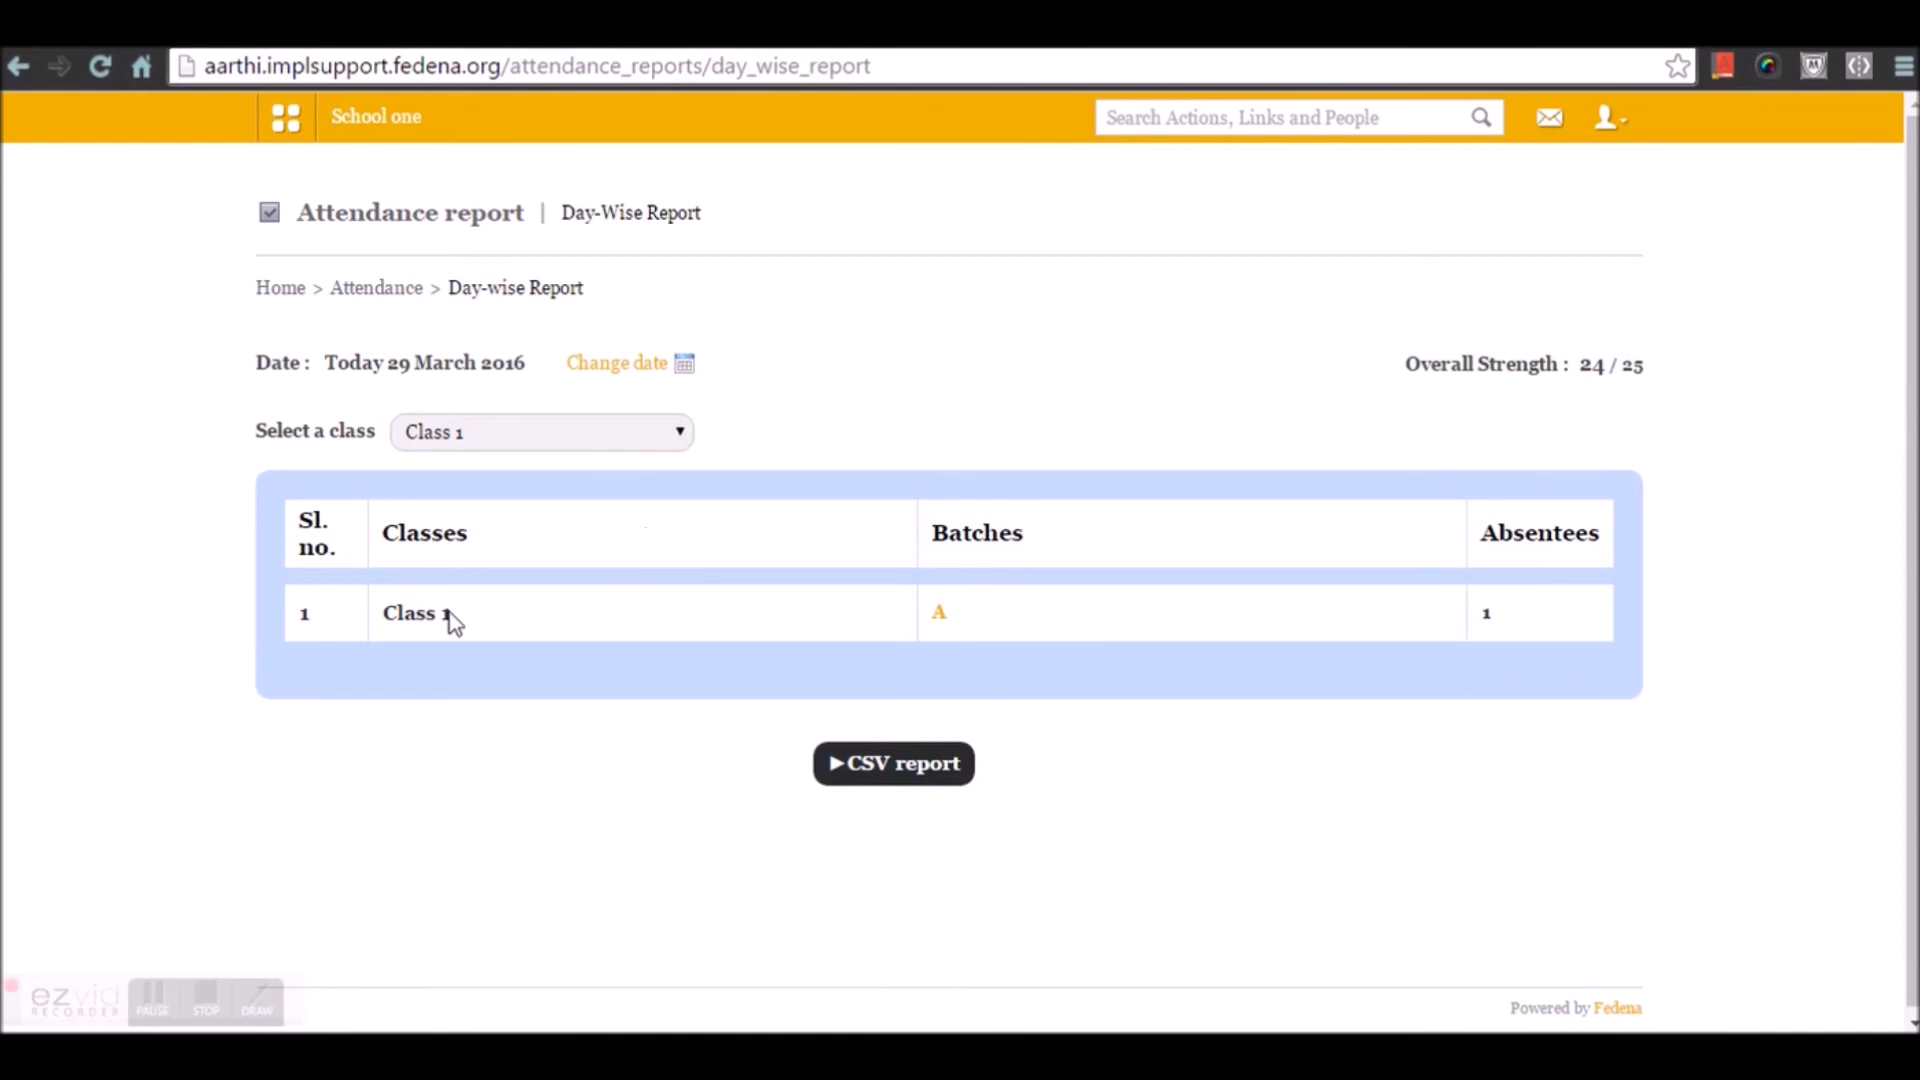 aarthi.implsupport.fedena.org/attendance_reports/day_wise_report
School one
Search Actions, Links and People
Attendance report | Day-Wise Report
Home > Attendance > Day-wise Report
Date : Today 29 March 2016 Change date Overall Strength : 24 / 25
Select a class Class 1
Sl. no. Classes Batches Absentees
1 Class 1 A 1
►CSV report
ezvid
RECORDER
PAUSE STOP DRAW
Powered by Fedena